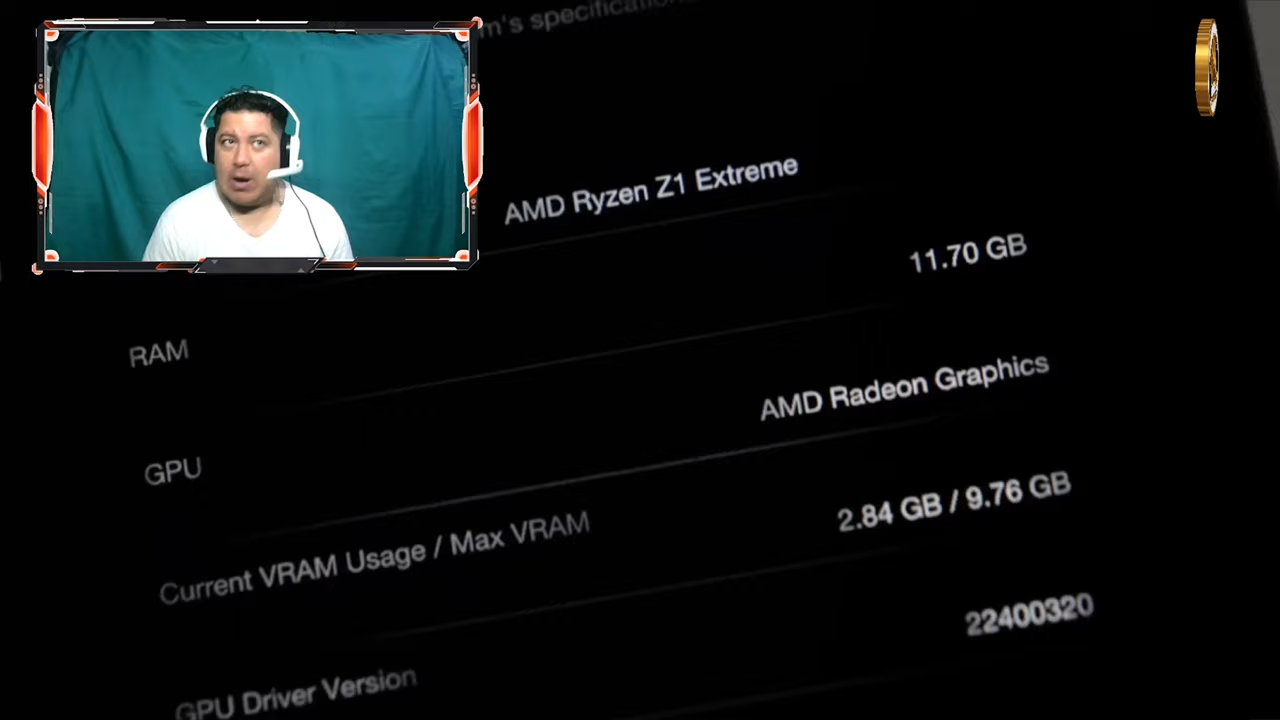 m's specification
AMD Ryzen Z1 Extreme
RAM 11.70 GB
GPU AMD Radeon Graphics
Current VRAM Usage / Max VRAM 2.84 GB / 9.76 GB
GPU Driver Version 22400320